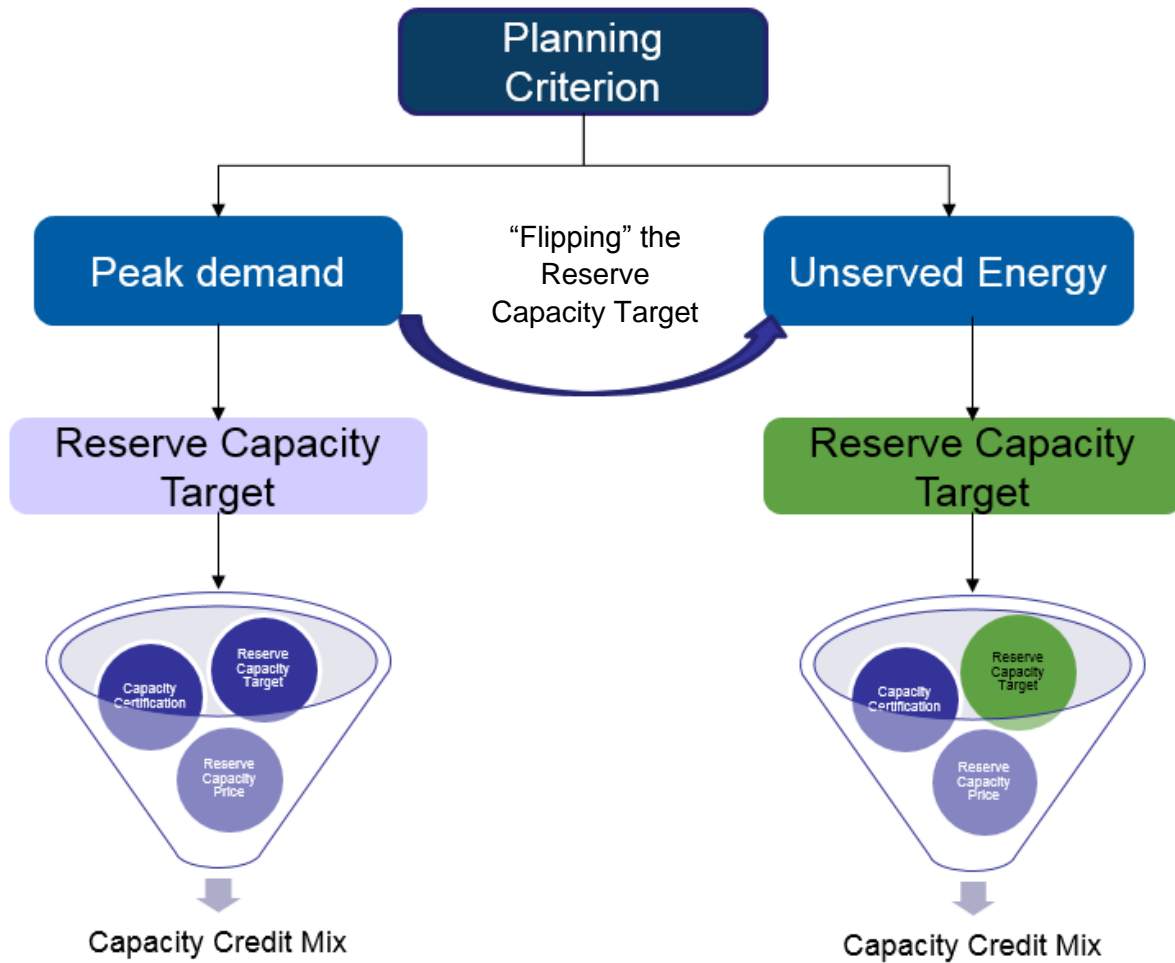 Planning
Criterion
Peak demand
“Flipping” the
Reserve
Capacity Target
Unserved Energy
Reserve Capacity
Target
Reserve Capacity
Target
Capacity
Certification
Reserve
Capacity
Target
Reserve
Capacity
Price
Capacity
Certification
Reserve
Capacity
Target
Reserve
Capacity
Price
Capacity Credit Mix
Capacity Credit Mix